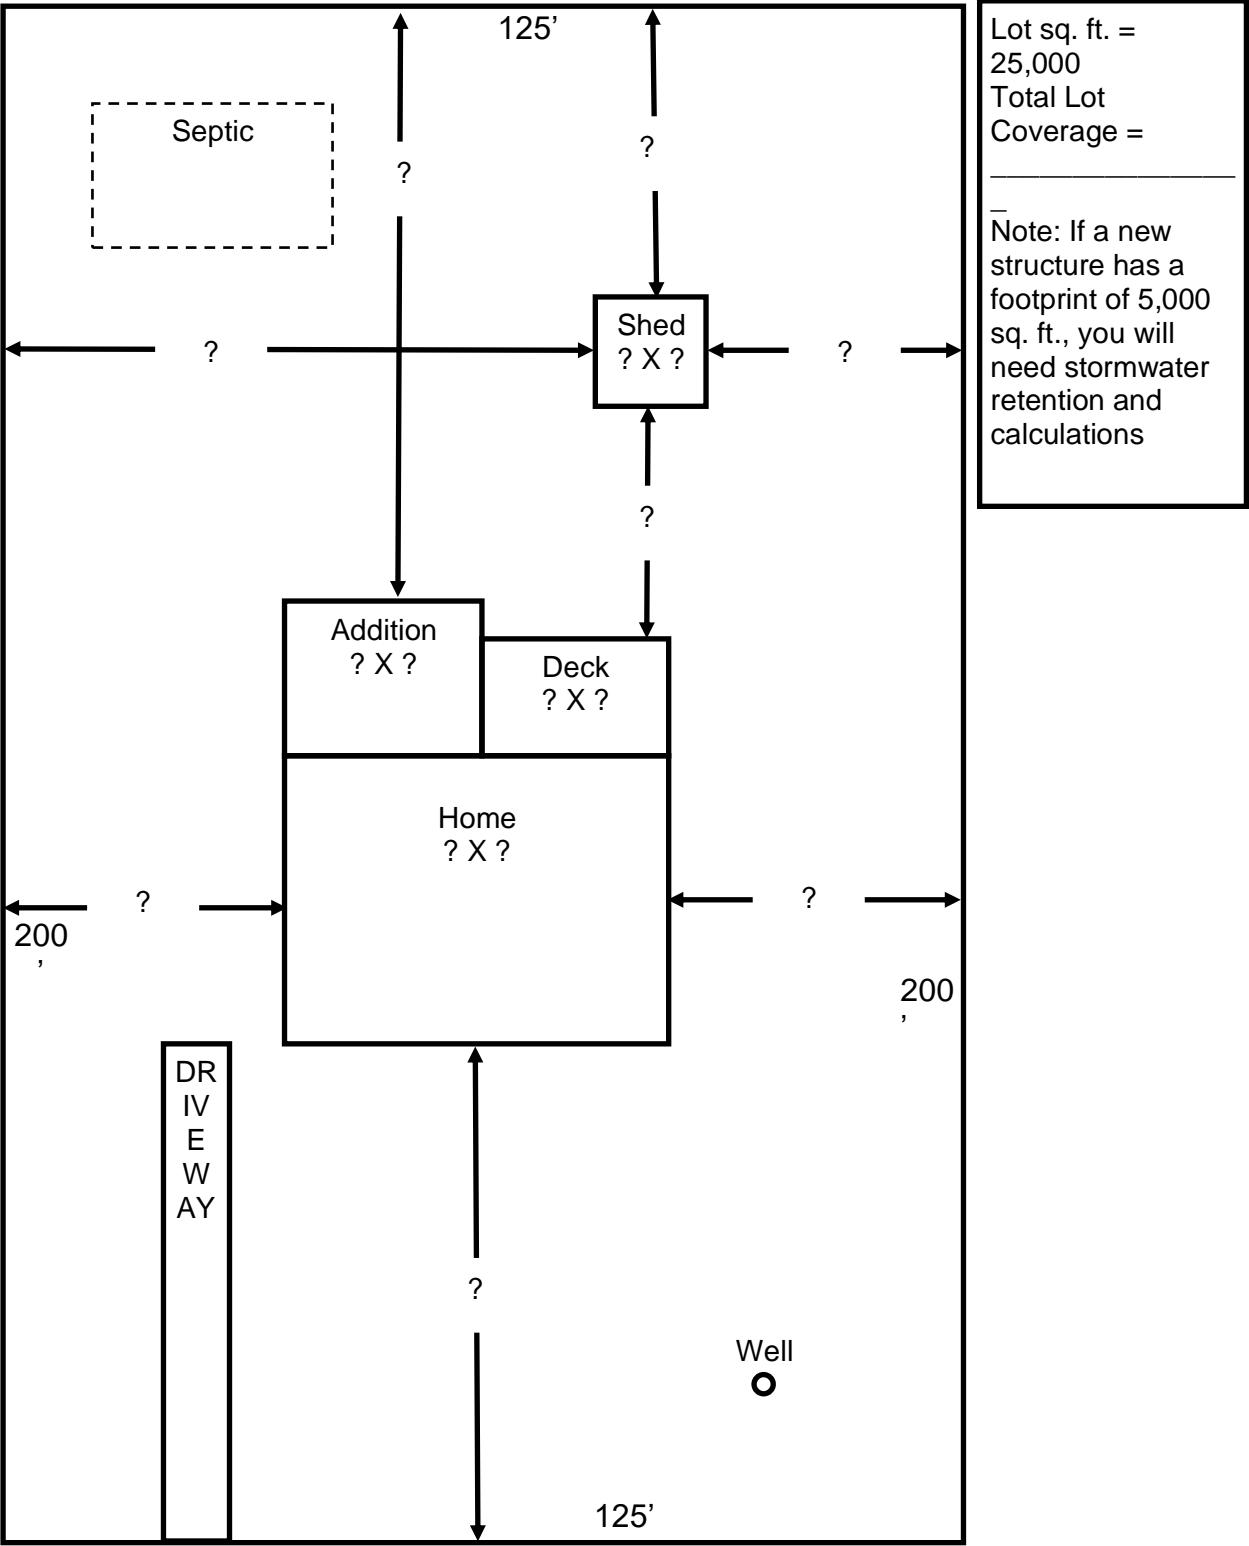 125’
Septic
?
?
Shed
? X ?
?
?
?
Addition
? X ?
Deck
? X ?
Home
? X ?
?
?
200
’
200
’
DR
IV
E
W
AY
?
Well
125’
Lot sq. ft. =
25,000
Total Lot
Coverage =
_______________
_
Note: If a new
structure has a
footprint of 5,000
sq. ft., you will
need stormwater
retention and
calculations